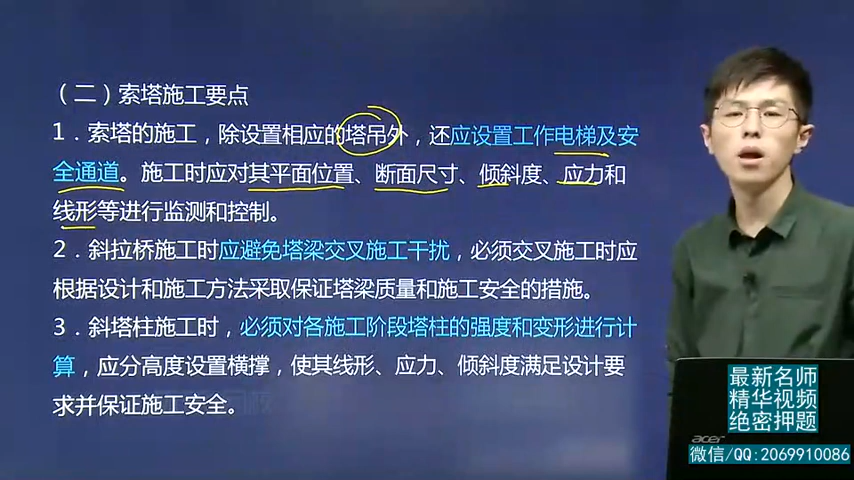 （二）索塔施工要点
1．索塔的施工，除设置相应的塔吊外，还应设置工作电梯及安
全通道。施工时应对其平面位置、断面尺寸、倾斜度、应力和
线形等进行监测和控制。
2．斜拉桥施工时应避免塔梁交叉施工干扰，必须交叉施工时应
根据设计和施工方法采取保证塔梁质量和施工安全的措施。
3．斜塔柱施工时，必须对各施工阶段塔柱的强度和变形进行计
算，应分高度设置横撑，使其线形、应力、倾斜度满足设计要
求并保证施工安全。
最新名师
精华视频
绝密押题
acer
微信/QQ:2069910086